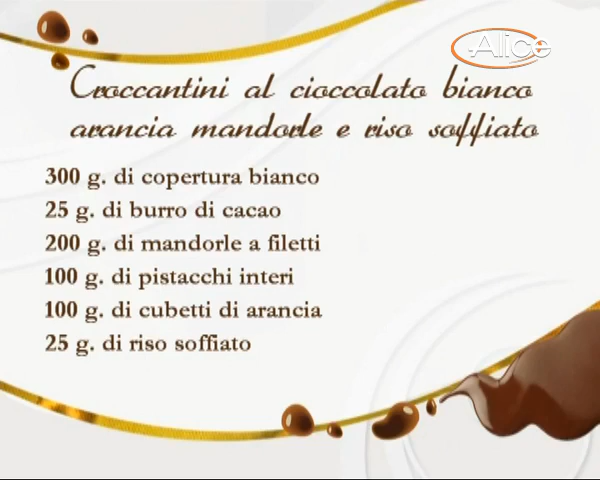 Alice
Croccantini al cioccolato bianco
arancia mandorle e riso soffiato
300 g. di copertura bianco
25 g. di burro di cacao
200 g. di mandorle a filetti
100 g. di pistacchi interi
100 g. di cubetti di arancia
25 g. di riso soffiato